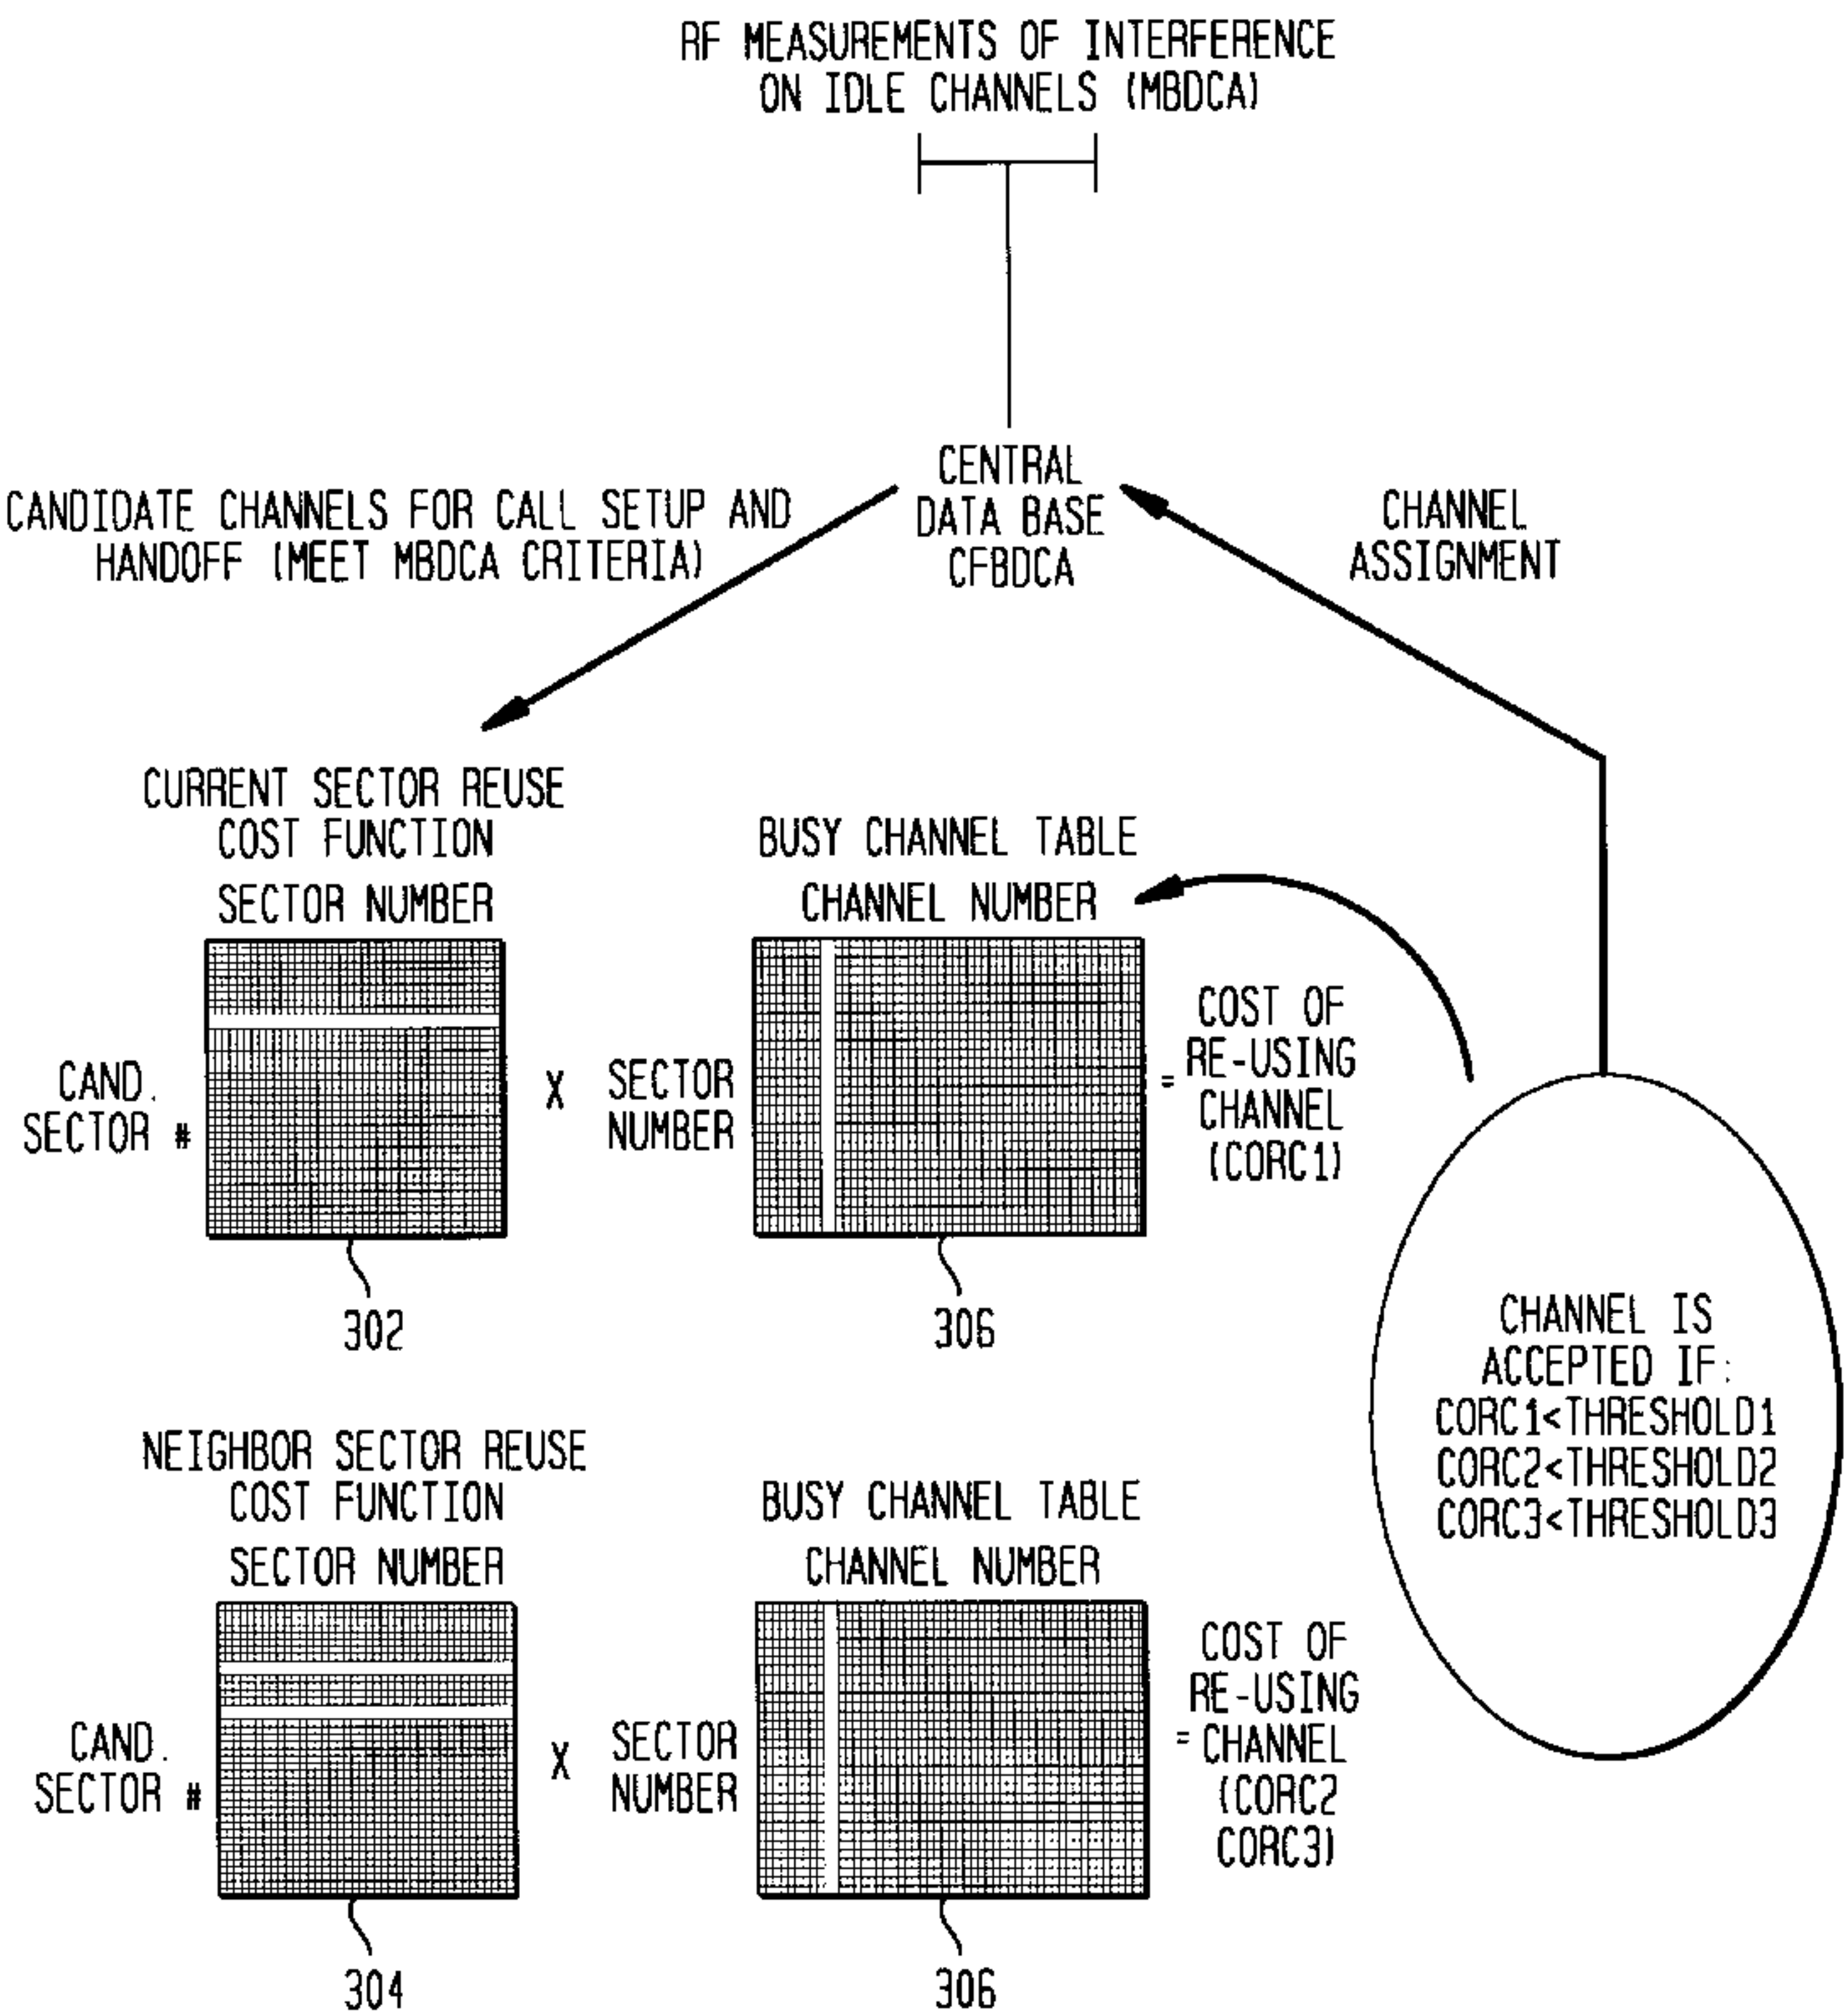 RF MEASUREMENTS OF INTERFERENCE
ON IDLE CHANNELS (MBDCA)
CENTRAL
DATA BASE
CFBDCA
CANDIDATE CHANNELS FOR CALL SETUP AND
HANDOFF (MEET MBDCA CRITERIA)
CHANNEL
ASSIGNMENT
CURRENT SECTOR REUSE
COST FUNCTION
SECTOR NUMBER
CAND.
SECTOR #
302
X
BUSY CHANNEL TABLE
CHANNEL NUMBER
SECTOR
NUMBER
306
=
COST OF
RE-USING
CHANNEL
(CORC1)
CHANNEL IS
ACCEPTED IF:
CORC1<THRESHOLD1
CORC2<THRESHOLD2
CORC3<THRESHOLD3
NEIGHBOR SECTOR REUSE
COST FUNCTION
SECTOR NUMBER
CAND.
SECTOR #
304
X
BUSY CHANNEL TABLE
CHANNEL NUMBER
SECTOR
NUMBER
306
COST OF
RE-USING
= CHANNEL
(CORC2
CORC3)